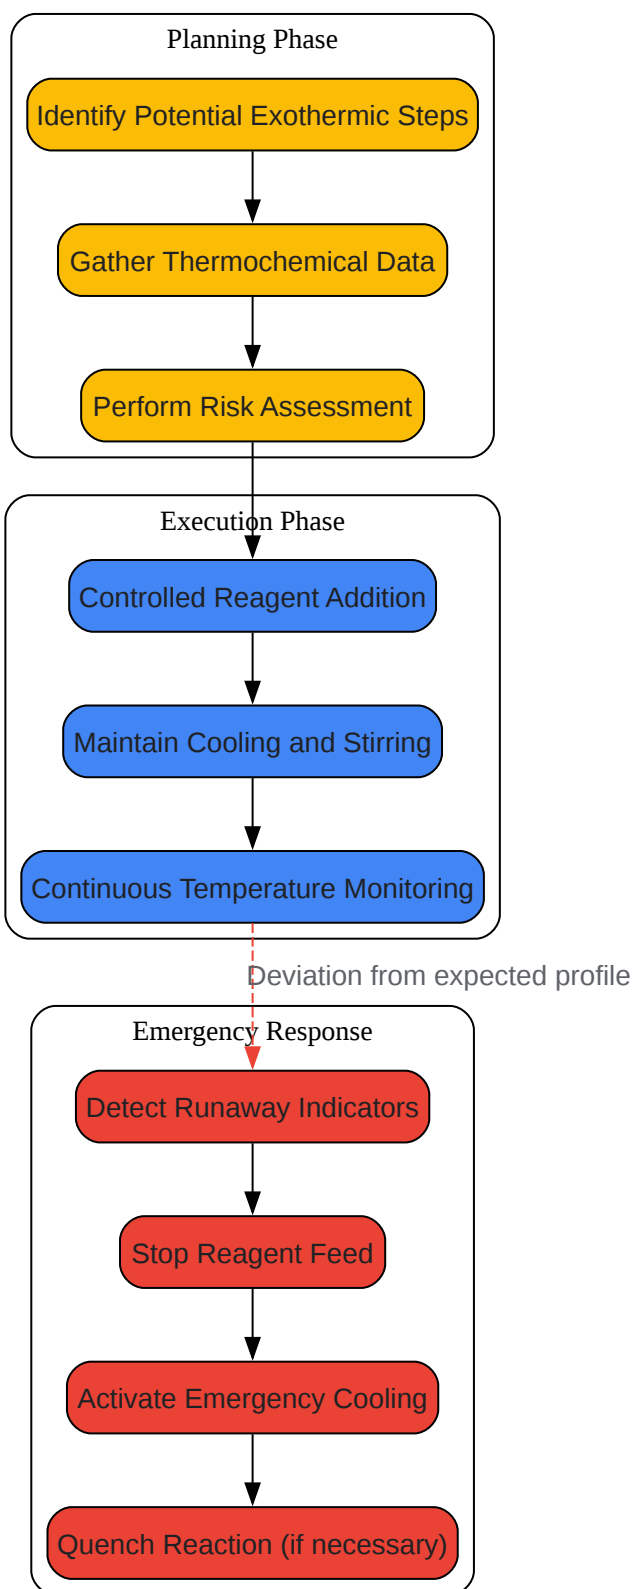 Planning Phase
Identify Potential Exothermic Steps
Gather Thermochemical Data
Perform Risk Assessment
Execution Phase
Controlled Reagent Addition
Maintain Cooling and Stirring
Continuous Temperature Monitoring
Deviation from expected profile
Emergency Response
Detect Runaway Indicators
Stop Reagent Feed
Activate Emergency Cooling
Quench Reaction (if necessary)